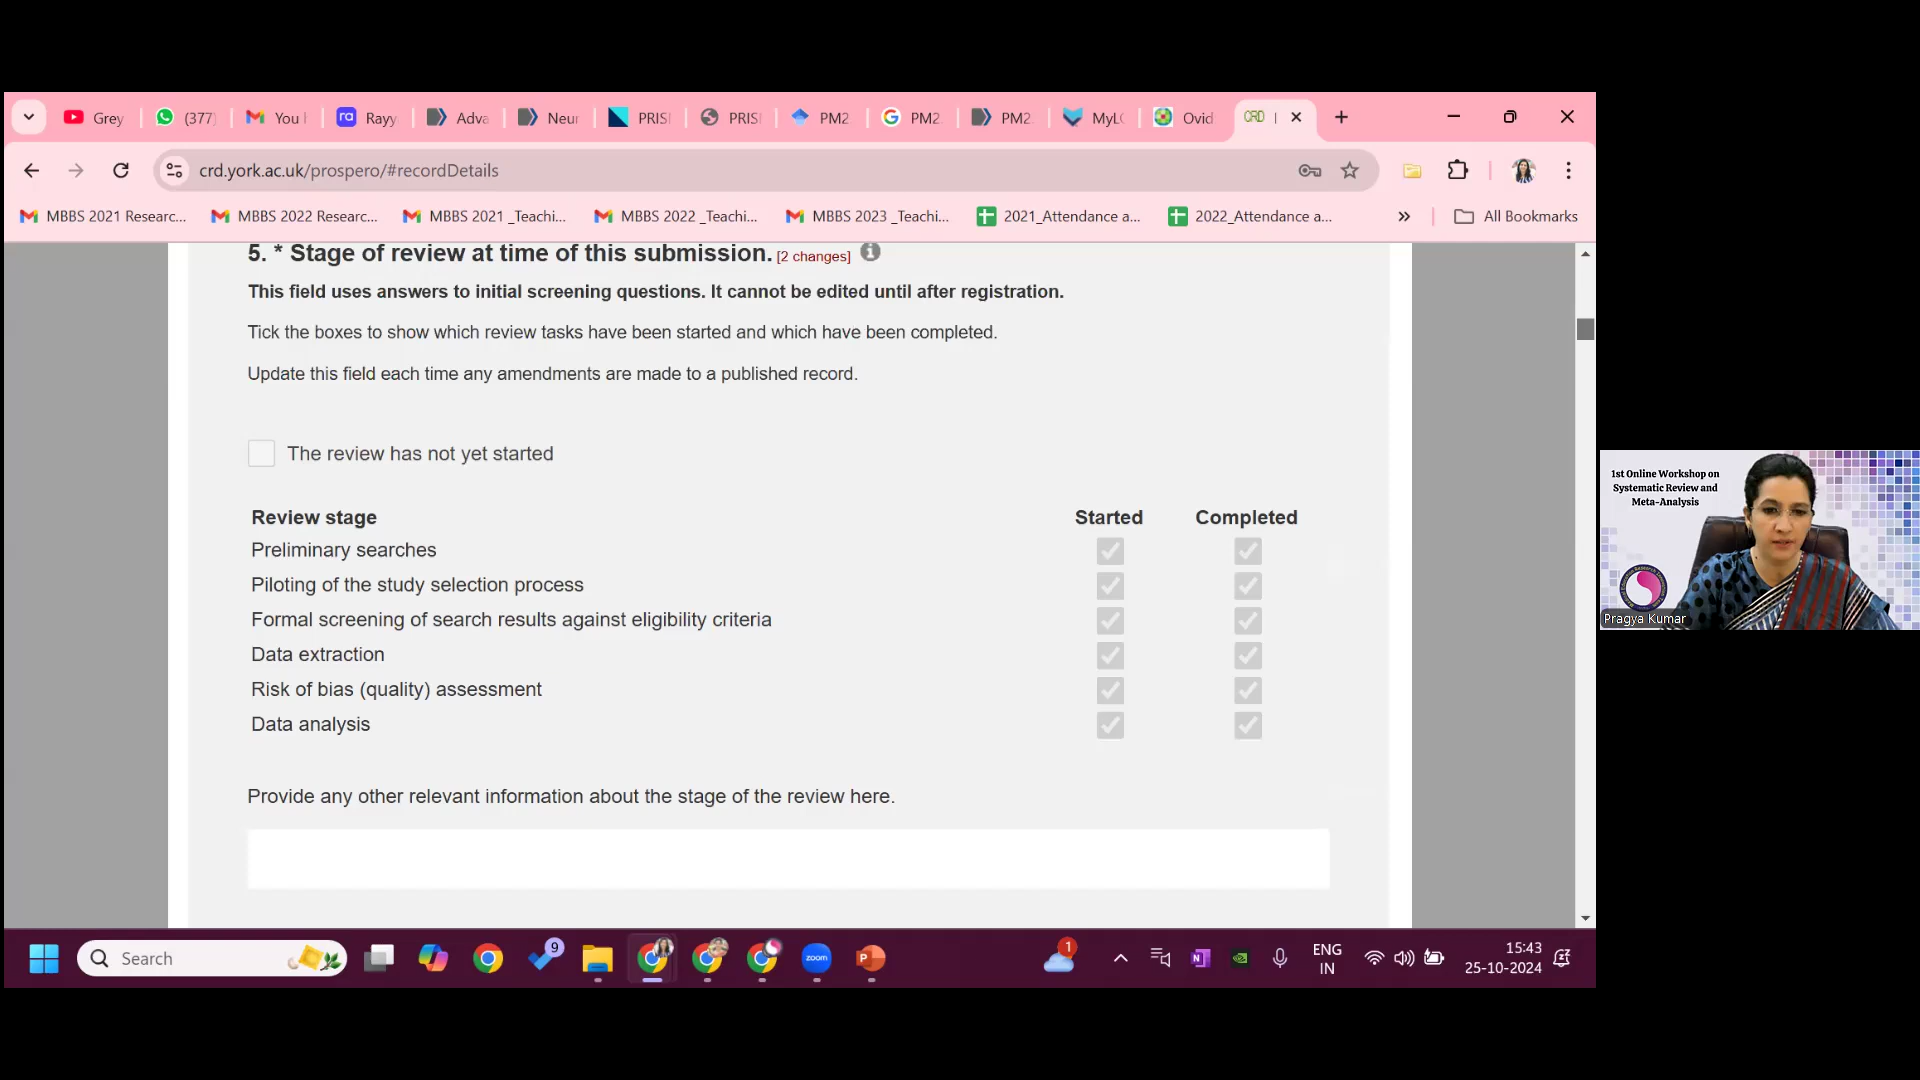 Grey
(377)
You
Rayy
Adva
Neur
PRIS
PRIS
PM2
PM2
PM2
MyL
Ovid
CRD
crd.york.ac.uk/prospero/#recordDetails
MBBS 2021 Researc...
MBBS 2022 Researc...
MBBS 2021 _Teachi...
MBBS 2022 _Teachi...
MBBS 2023 _Teachi...
2021_Attendance a...
2022_Attendance a...
All Bookmarks
5. * Stage of review at time of this submission. [2 changes]
This field uses answers to initial screening questions. It cannot be edited until after registration.
Tick the boxes to show which review tasks have been started and which have been completed.
Update this field each time any amendments are made to a published record.
The review has not yet started
Review stage Started Completed
Preliminary searches
Piloting of the study selection process
Formal screening of search results against eligibility criteria
Data extraction
Risk of bias (quality) assessment
Data analysis
Provide any other relevant information about the stage of the review here.
1st Online Workshop on
Systematic Review and
Meta-Analysis
Pragya Kumar
Search
9
zoom
1
ENG
IN
15:43
25-10-2024